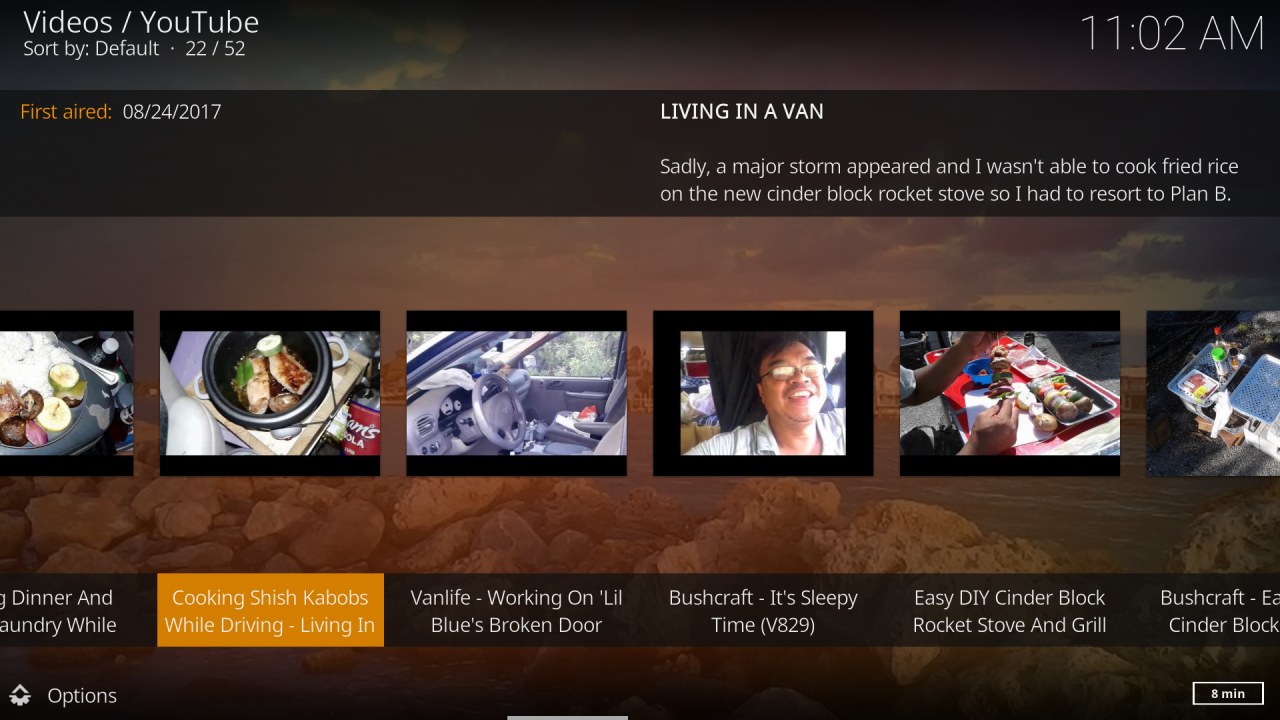 Videos / YouTube
Sort by: Default · 22 / 52
11:02 AM
First aired: 08/24/2017
LIVING IN A VAN
Sadly, a major storm appeared and I wasn't able to cook fried rice
on the new cinder block rocket stove so I had to resort to Plan B.
g Dinner And
aundry While
Cooking Shish Kabobs
While Driving - Living In
Vanlife - Working On 'Lil
Blue's Broken Door
Bushcraft - It's Sleepy
Time (V829)
Easy DIY Cinder Block
Rocket Stove And Grill
Bushcraft - Ea
Cinder Block
Options
8 min